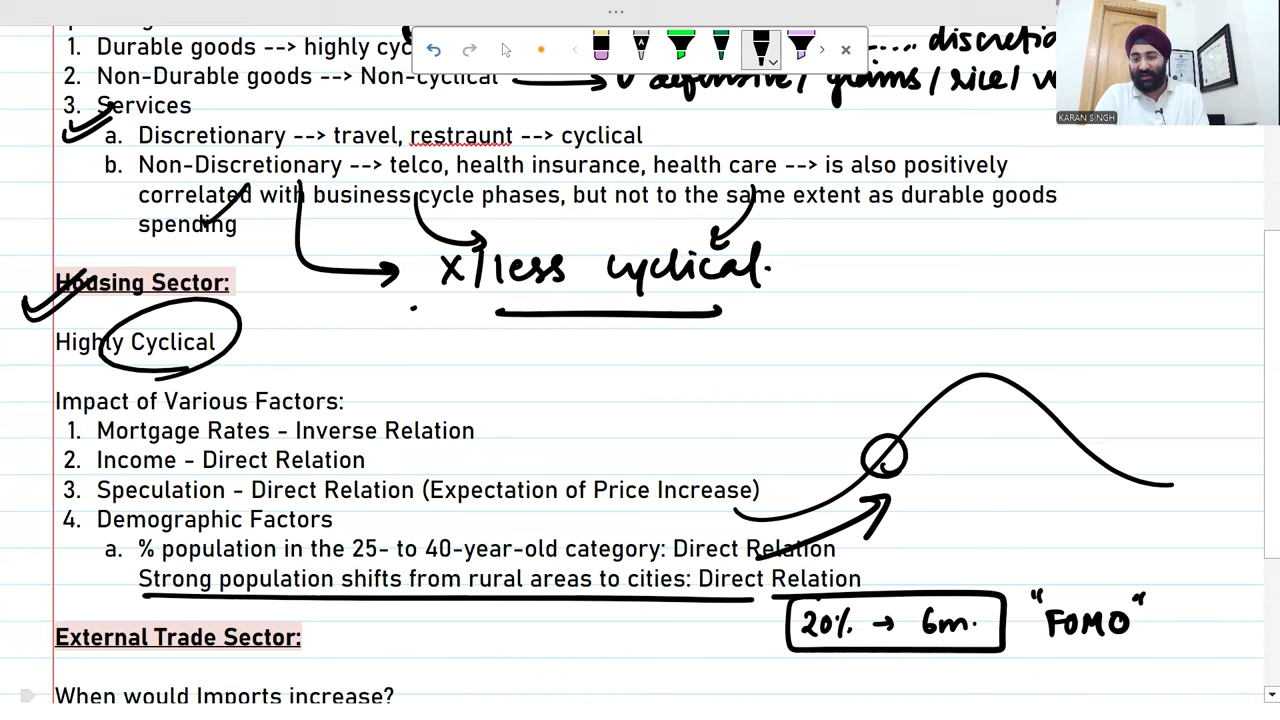 1. Durable goods --> highly cyc
..... discretio
2. Non-Durable goods --> Non-cyclical
defensive / grains / rice /
3. Services
KARAN SINGH
a. Discretionary --> travel, restraunt --> cyclical
b. Non-Discretionary --> telco, health insurance, health care --> is also positively
correlated with business cycle phases, but not to the same extent as durable goods
spending
x / less cyclical.
Housing Sector:
Highly Cyclical
Impact of Various Factors:
1. Mortgage Rates - Inverse Relation
2. Income - Direct Relation
3. Speculation - Direct Relation (Expectation of Price Increase)
4. Demographic Factors
a. % population in the 25- to 40-year-old category: Direct Relation
Strong population shifts from rural areas to cities: Direct Relation
20% → 6m. "FOMO"
External Trade Sector:
When would Imports increase?